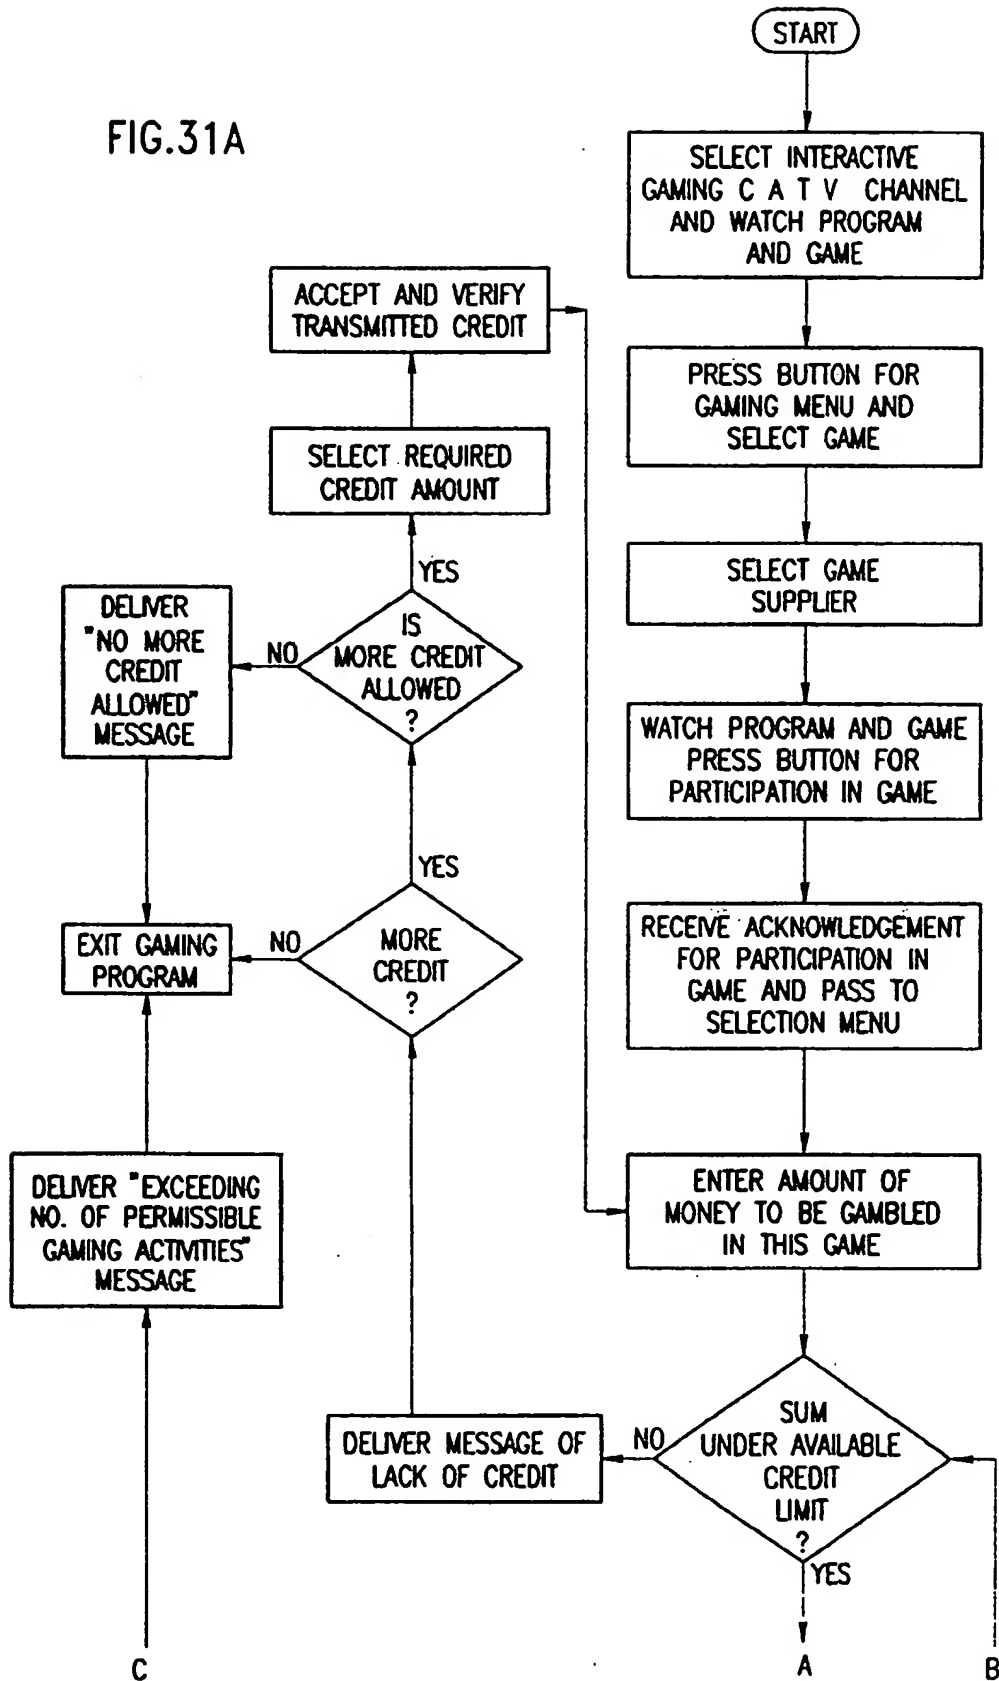 START
FIG.31A
SELECT INTERACTIVE
GAMING C A T V CHANNEL
AND WATCH PROGRAM
AND GAME
ACCEPT AND VERIFY
TRANSMITTED CREDIT
PRESS BUTTON FOR
GAMING MENU AND
SELECT GAME
SELECT REQUIRED
CREDIT AMOUNT
SELECT GAME
SUPPLIER
YES
DELIVER
"NO MORE
CREDIT
ALLOWED"
MESSAGE
NO
IS
MORE CREDIT
ALLOWED
?
WATCH PROGRAM AND GAME
PRESS BUTTON FOR
PARTICIPATION IN GAME
YES
EXIT GAMING
PROGRAM
NO
MORE
CREDIT
?
RECEIVE ACKNOWLEDGEMENT
FOR PARTICIPATION IN
GAME AND PASS TO
SELECTION MENU
DELIVER "EXCEEDING
NO. OF PERMISSIBLE
GAMING ACTIVITIES"
MESSAGE
ENTER AMOUNT OF
MONEY TO BE GAMBLED
IN THIS GAME
DELIVER MESSAGE OF
LACK OF CREDIT
NO
SUM
UNDER AVAILABLE
CREDIT
LIMIT
?
YES
C
A
B